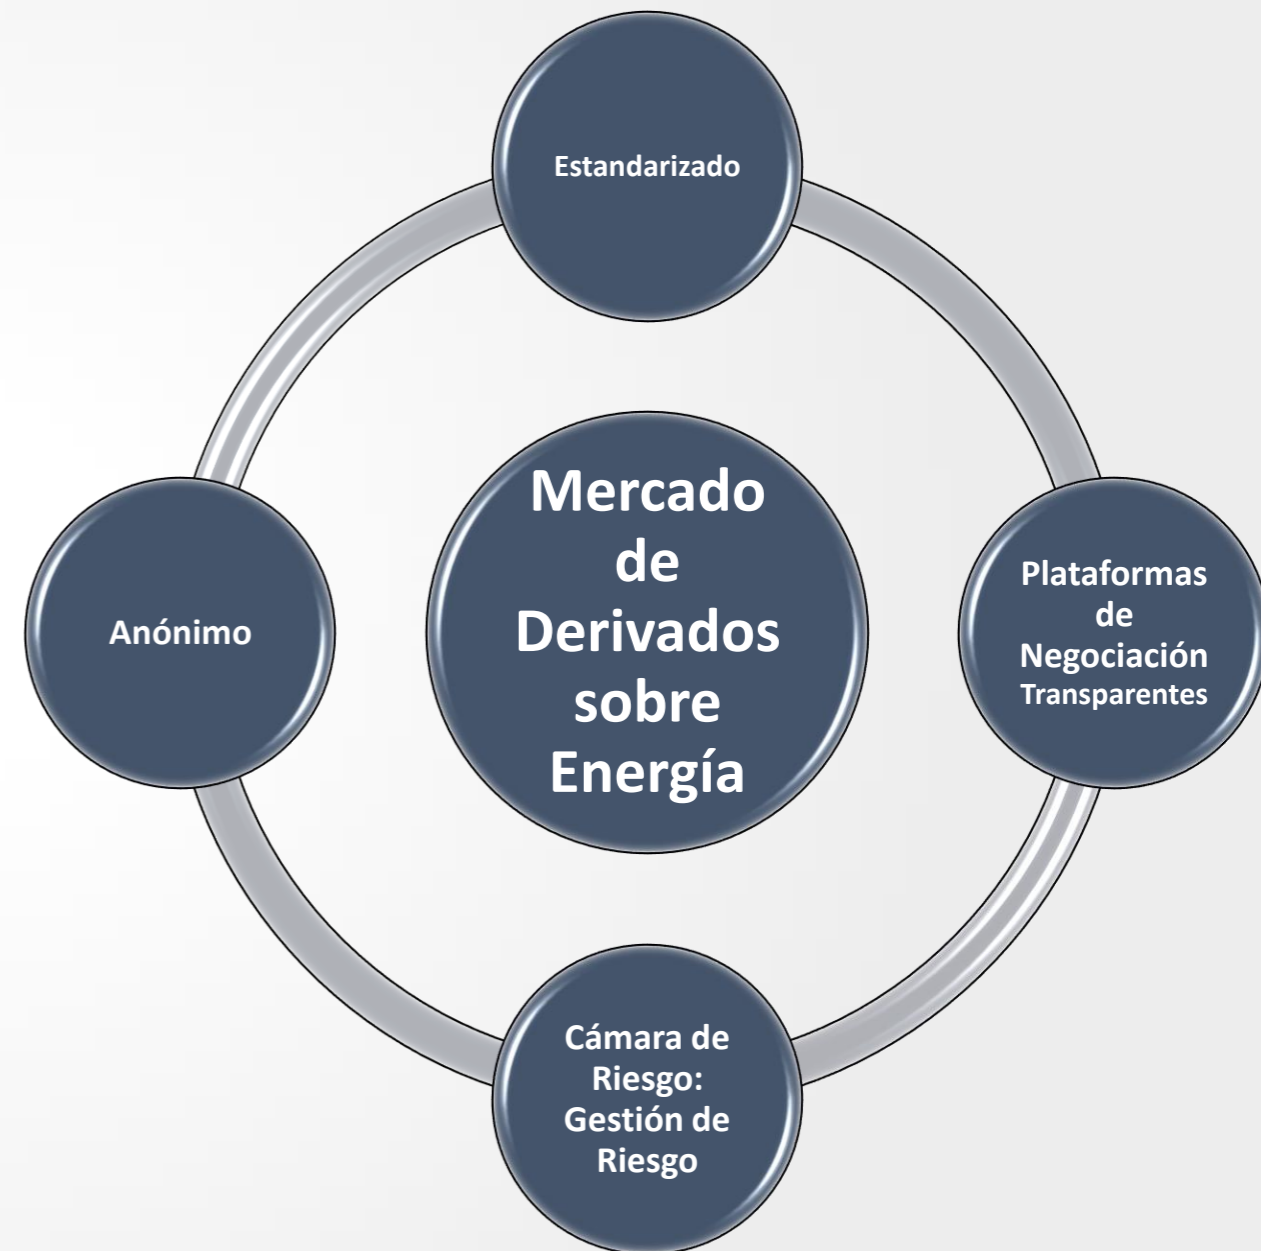 Estandarizado
Mercado
de
Derivados
sobre
Energía
Plataformas
de
Negociación
Transparentes
Anónimo
Cámara de
Riesgo:
Gestión de
Riesgo